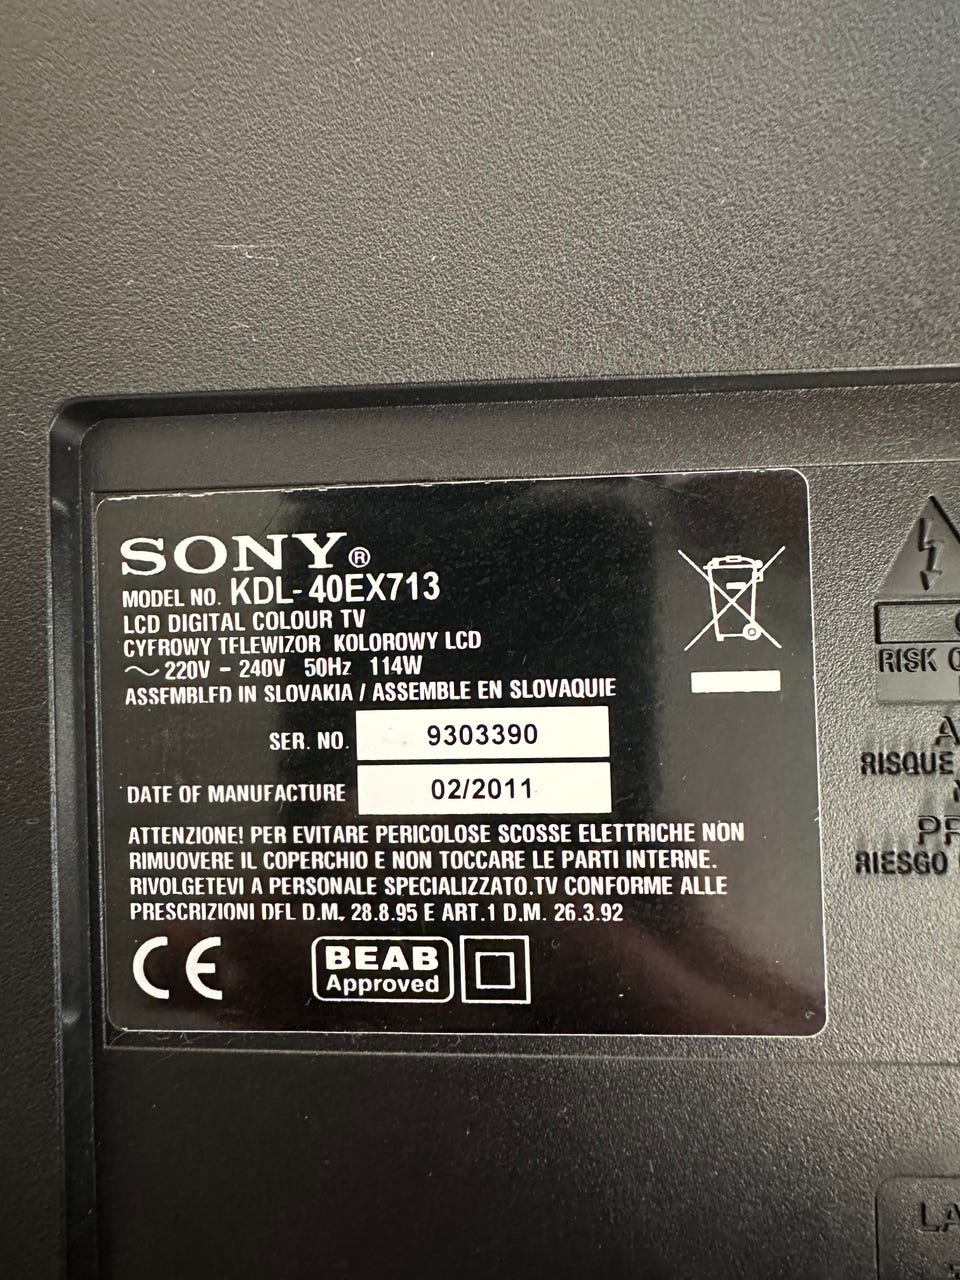 SONY®
MODEL NO. KDL-40EX713
LCD DIGITAL COLOUR TV
CYFROWY TELEWIZOR KOLOROWY LCD
~ 220V - 240V 50Hz 114W
ASSEMBLED IN SLOVAKIA / ASSEMBLE EN SLOVAQUIE
SER. NO. 9303390
DATE OF MANUFACTURE 02/2011
ATTENZIONE! PER EVITARE PERICOLOSE SCOSSE ELETTRICHE NON
RIMUOVERE IL COPERCHIO E NON TOCCARE LE PARTI INTERNE.
RIVOLGETEVI A PERSONALE SPECIALIZZATO.TV CONFORME ALLE
PRESCRIZIONI DEL D.M. 28.8.95 E ART.1 D.M. 26.3.92
CE
BEAB
Approved
RISK
RISQUE
RIESGO